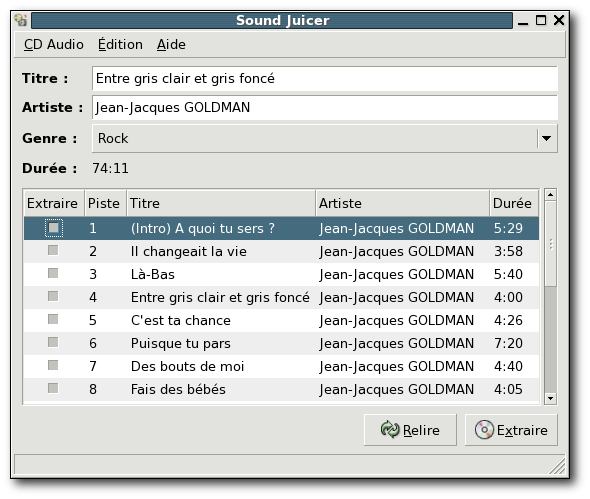 Sound Juicer
CD Audio Édition Aide
Titre : Entre gris clair et gris foncé
Artiste : Jean-Jacques GOLDMAN
Genre : Rock
Durée : 74:11
Extraire Piste Titre Artiste Durée
1 (Intro) A quoi tu sers ? Jean-Jacques GOLDMAN 5:29
2 Il changeait la vie Jean-Jacques GOLDMAN 3:58
3 Là-Bas Jean-Jacques GOLDMAN 5:40
4 Entre gris clair et gris foncé Jean-Jacques GOLDMAN 4:00
5 C'est ta chance Jean-Jacques GOLDMAN 4:26
6 Puisque tu pars Jean-Jacques GOLDMAN 7:20
7 Des bouts de moi Jean-Jacques GOLDMAN 4:40
8 Fais des bébés Jean-Jacques GOLDMAN 4:05
Relire Extraire